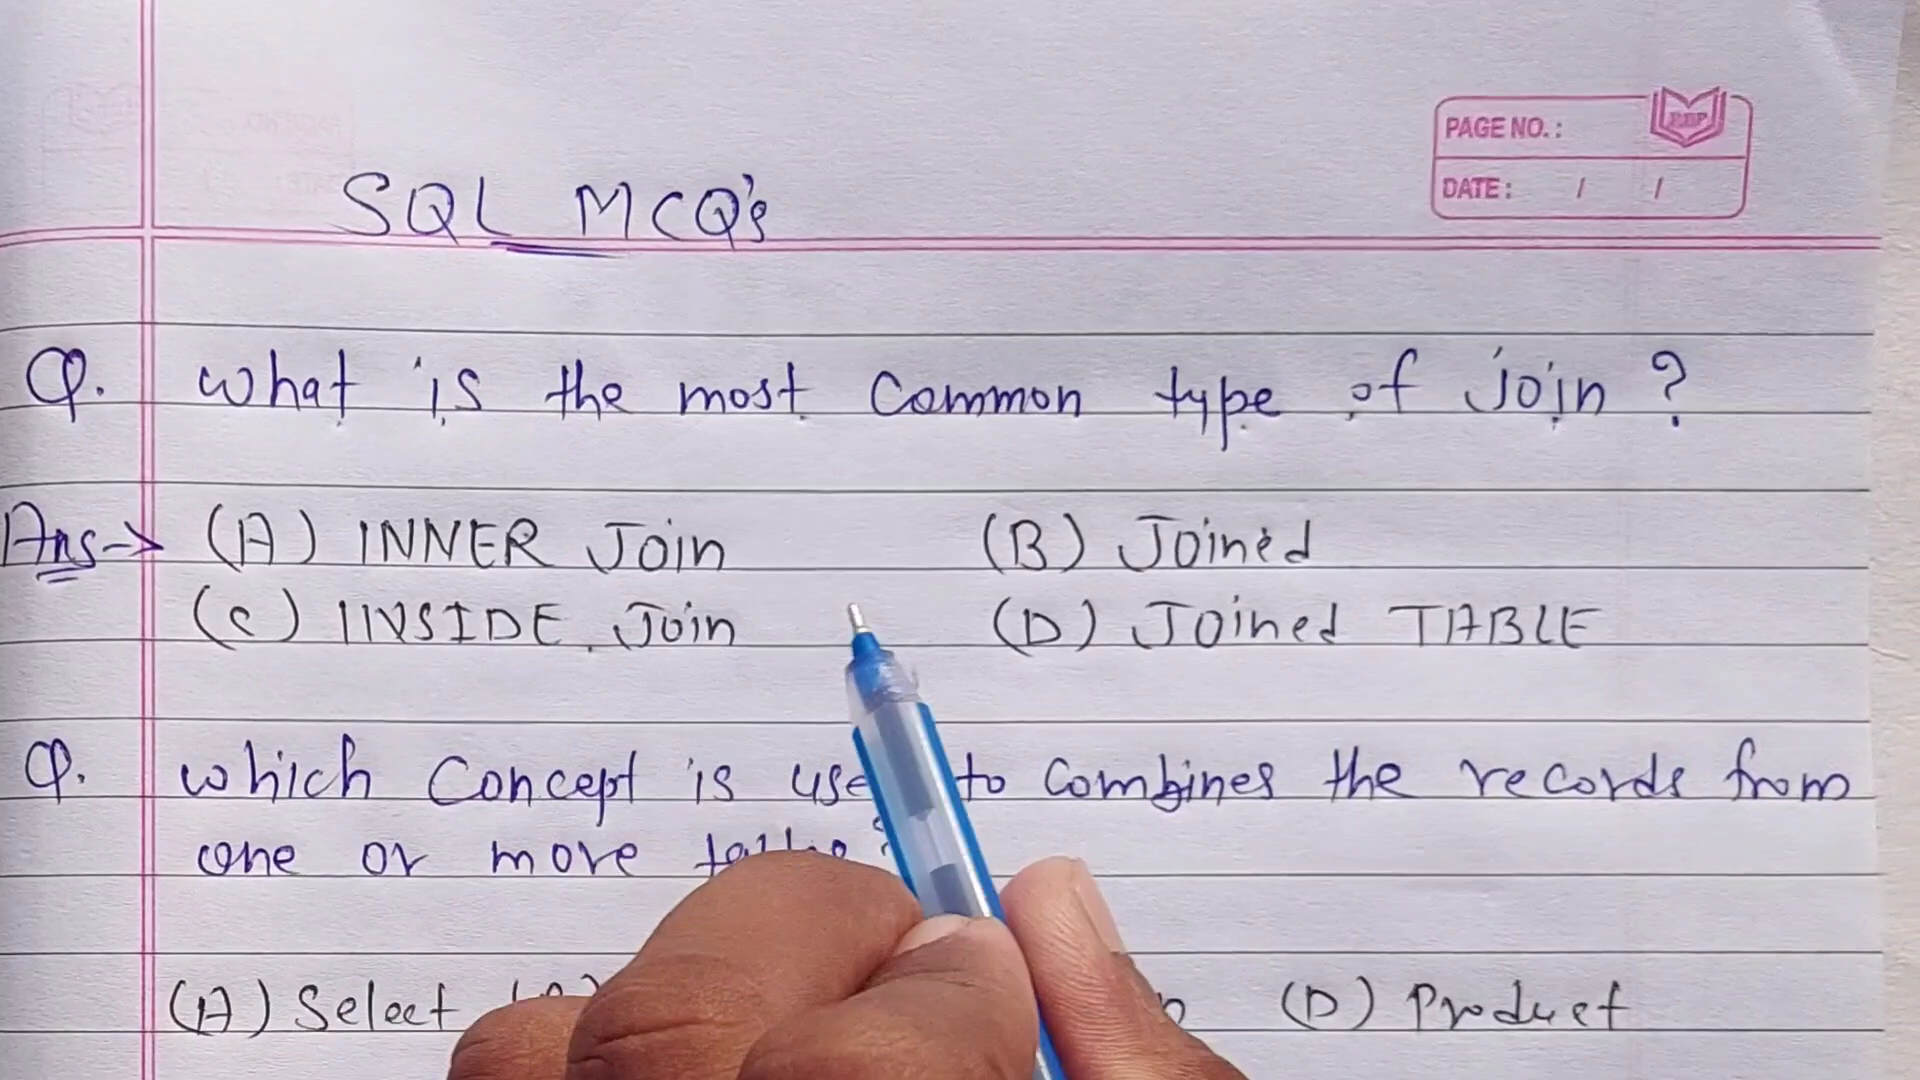 PAGE NO.:
DATE: / /
SQL MCQ's
Q. What is the most Common type of Join ?
Ans-> (A) INNER Join (B) Joined
(C) INSIDE Join (D) Joined TABLE
Q. which Concept is to Combines the records from
one or more
(A) Select (D) Product